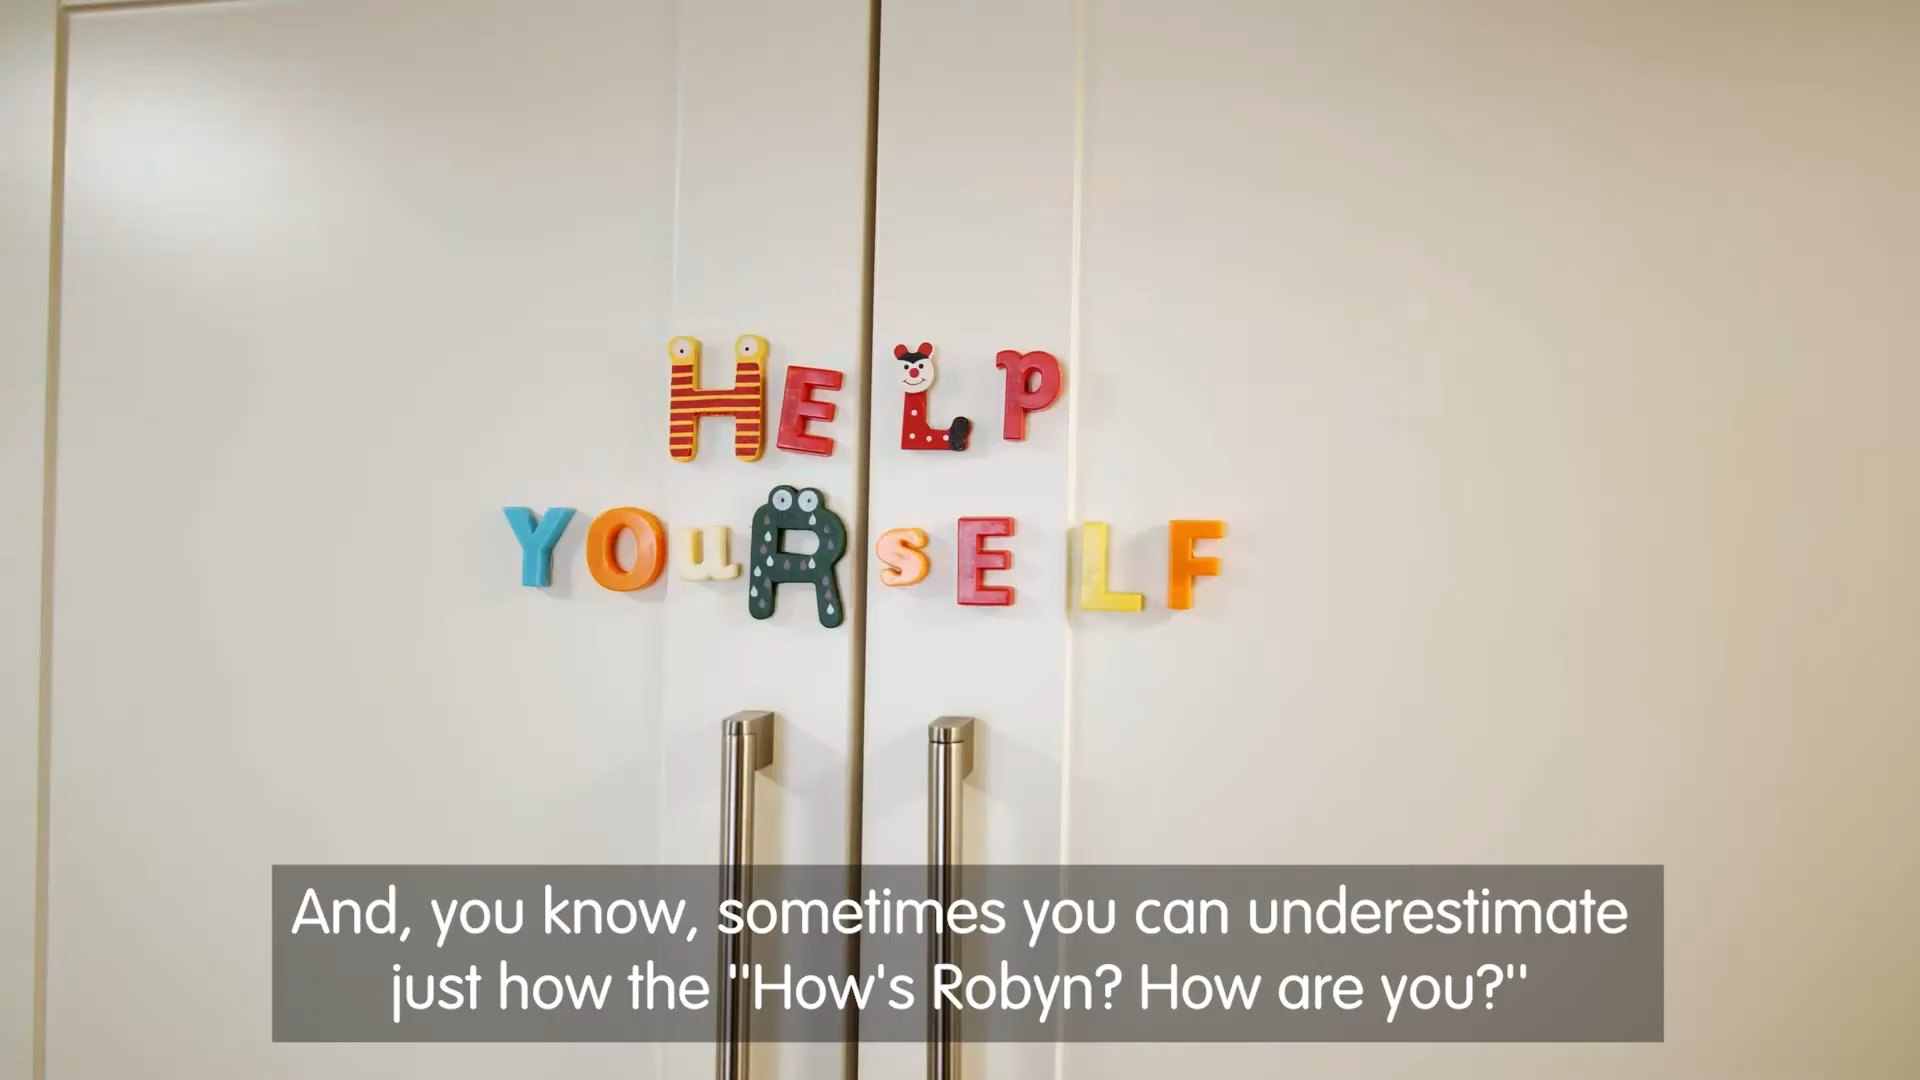 HELp
YOuRsELF
And, you know, sometimes you can underestimate
just how the "How's Robyn? How are you?"